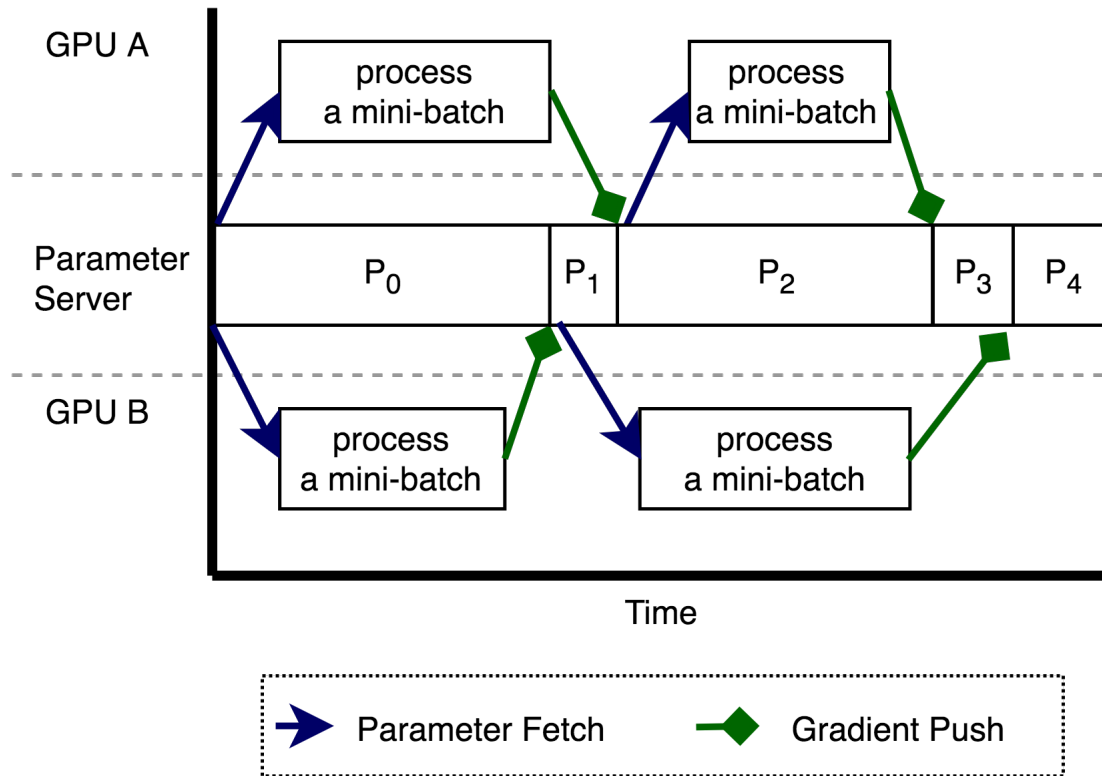 GPU A
process
a mini-batch
process
a mini-batch
Parameter
Server
P0
P1
P2
P3
P4
GPU B
process
a mini-batch
process
a mini-batch
Time
Parameter Fetch
Gradient Push